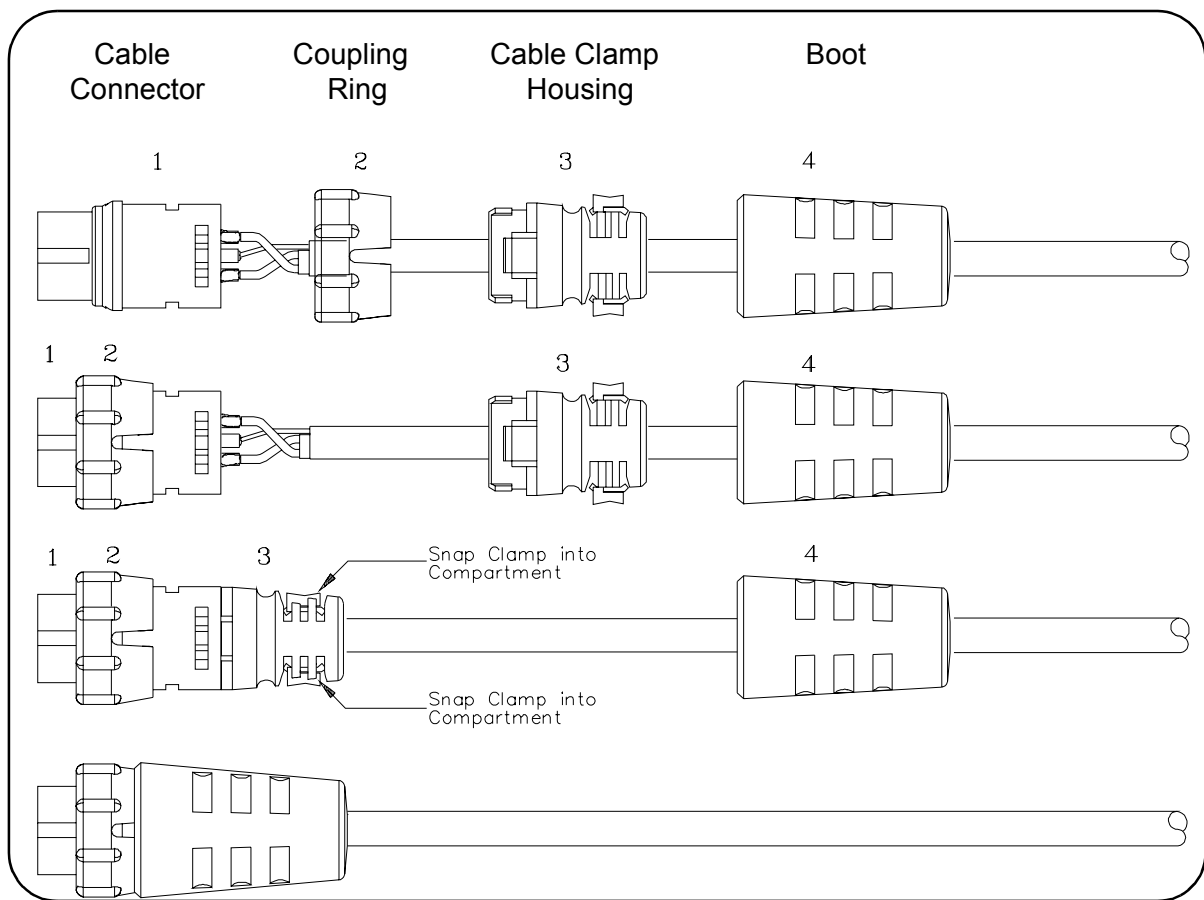 Cable Connector
Coupling Ring
Cable Clamp Housing
Boot
1 2 3 4
1 2 3 4
1 2 3 4
Snap Clamp into
Compartment
Snap Clamp into
Compartment